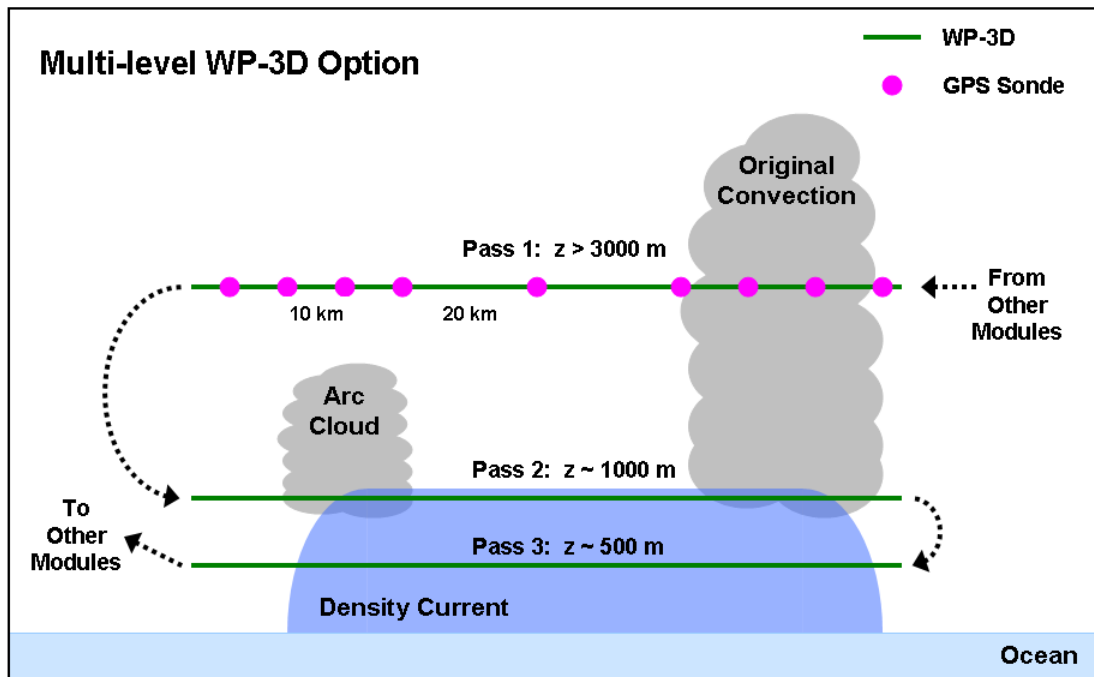 Multi-level WP-3D Option
WP-3D
GPS Sonde
Original
Convection
Pass 1: z > 3000 m
From
Other
Modules
10 km
20 km
Arc
Cloud
Pass 2: z ~ 1000 m
To
Other
Modules
Pass 3: z ~ 500 m
Density Current
Ocean